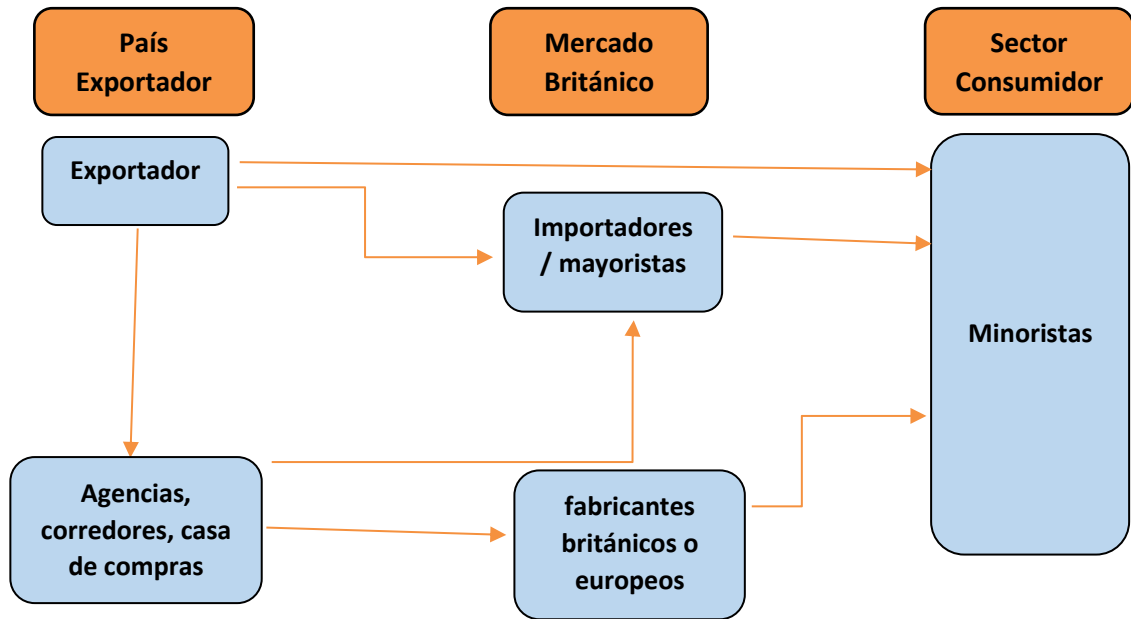 País
Exportador
Mercado
Británico
Sector
Consumidor
Exportador
Importadores
/ mayoristas
Minoristas
Agencias,
corredores, casa
de compras
fabricantes
británicos o
europeos